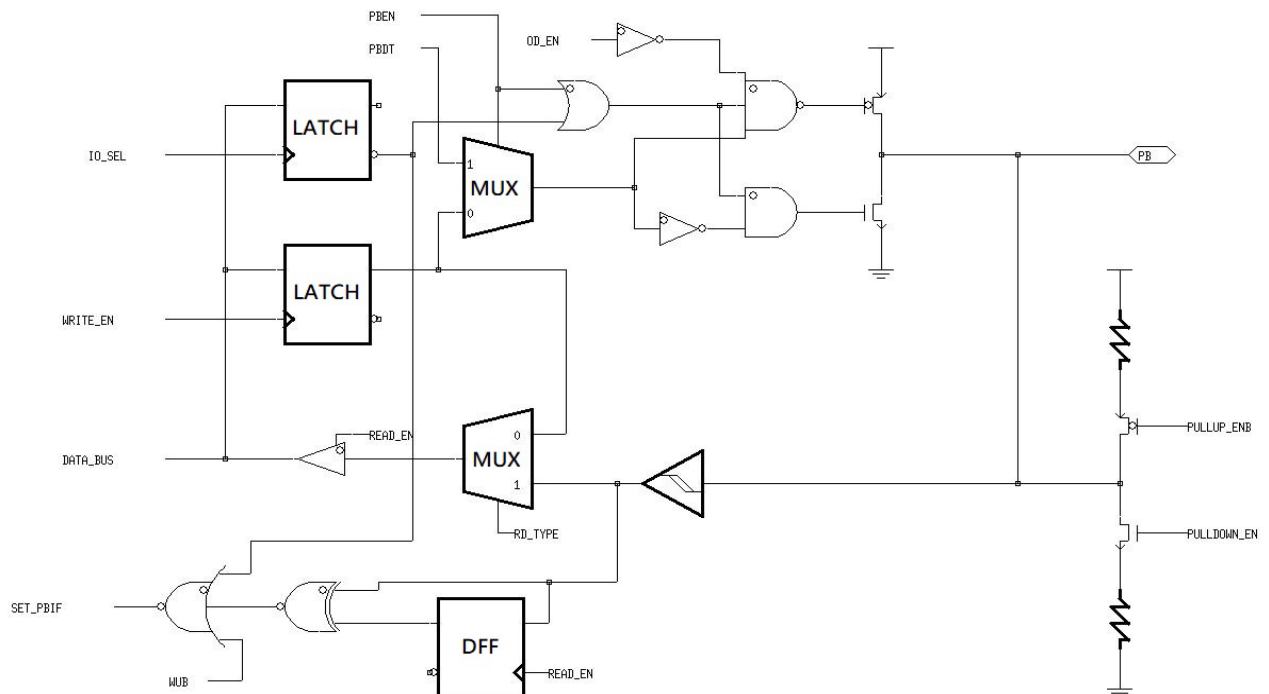 PBEN
OD_EN
PBDT
LATCH
IO_SEL
PB
1
MUX
0
LATCH
WRITE_EN
PULLUP_ENB
READ_EN
0
DATA_BUS
MUX
1
RD_TYPE
PULLDOWN_EN
SET_PBIF
DFF
READ_EN
WUB